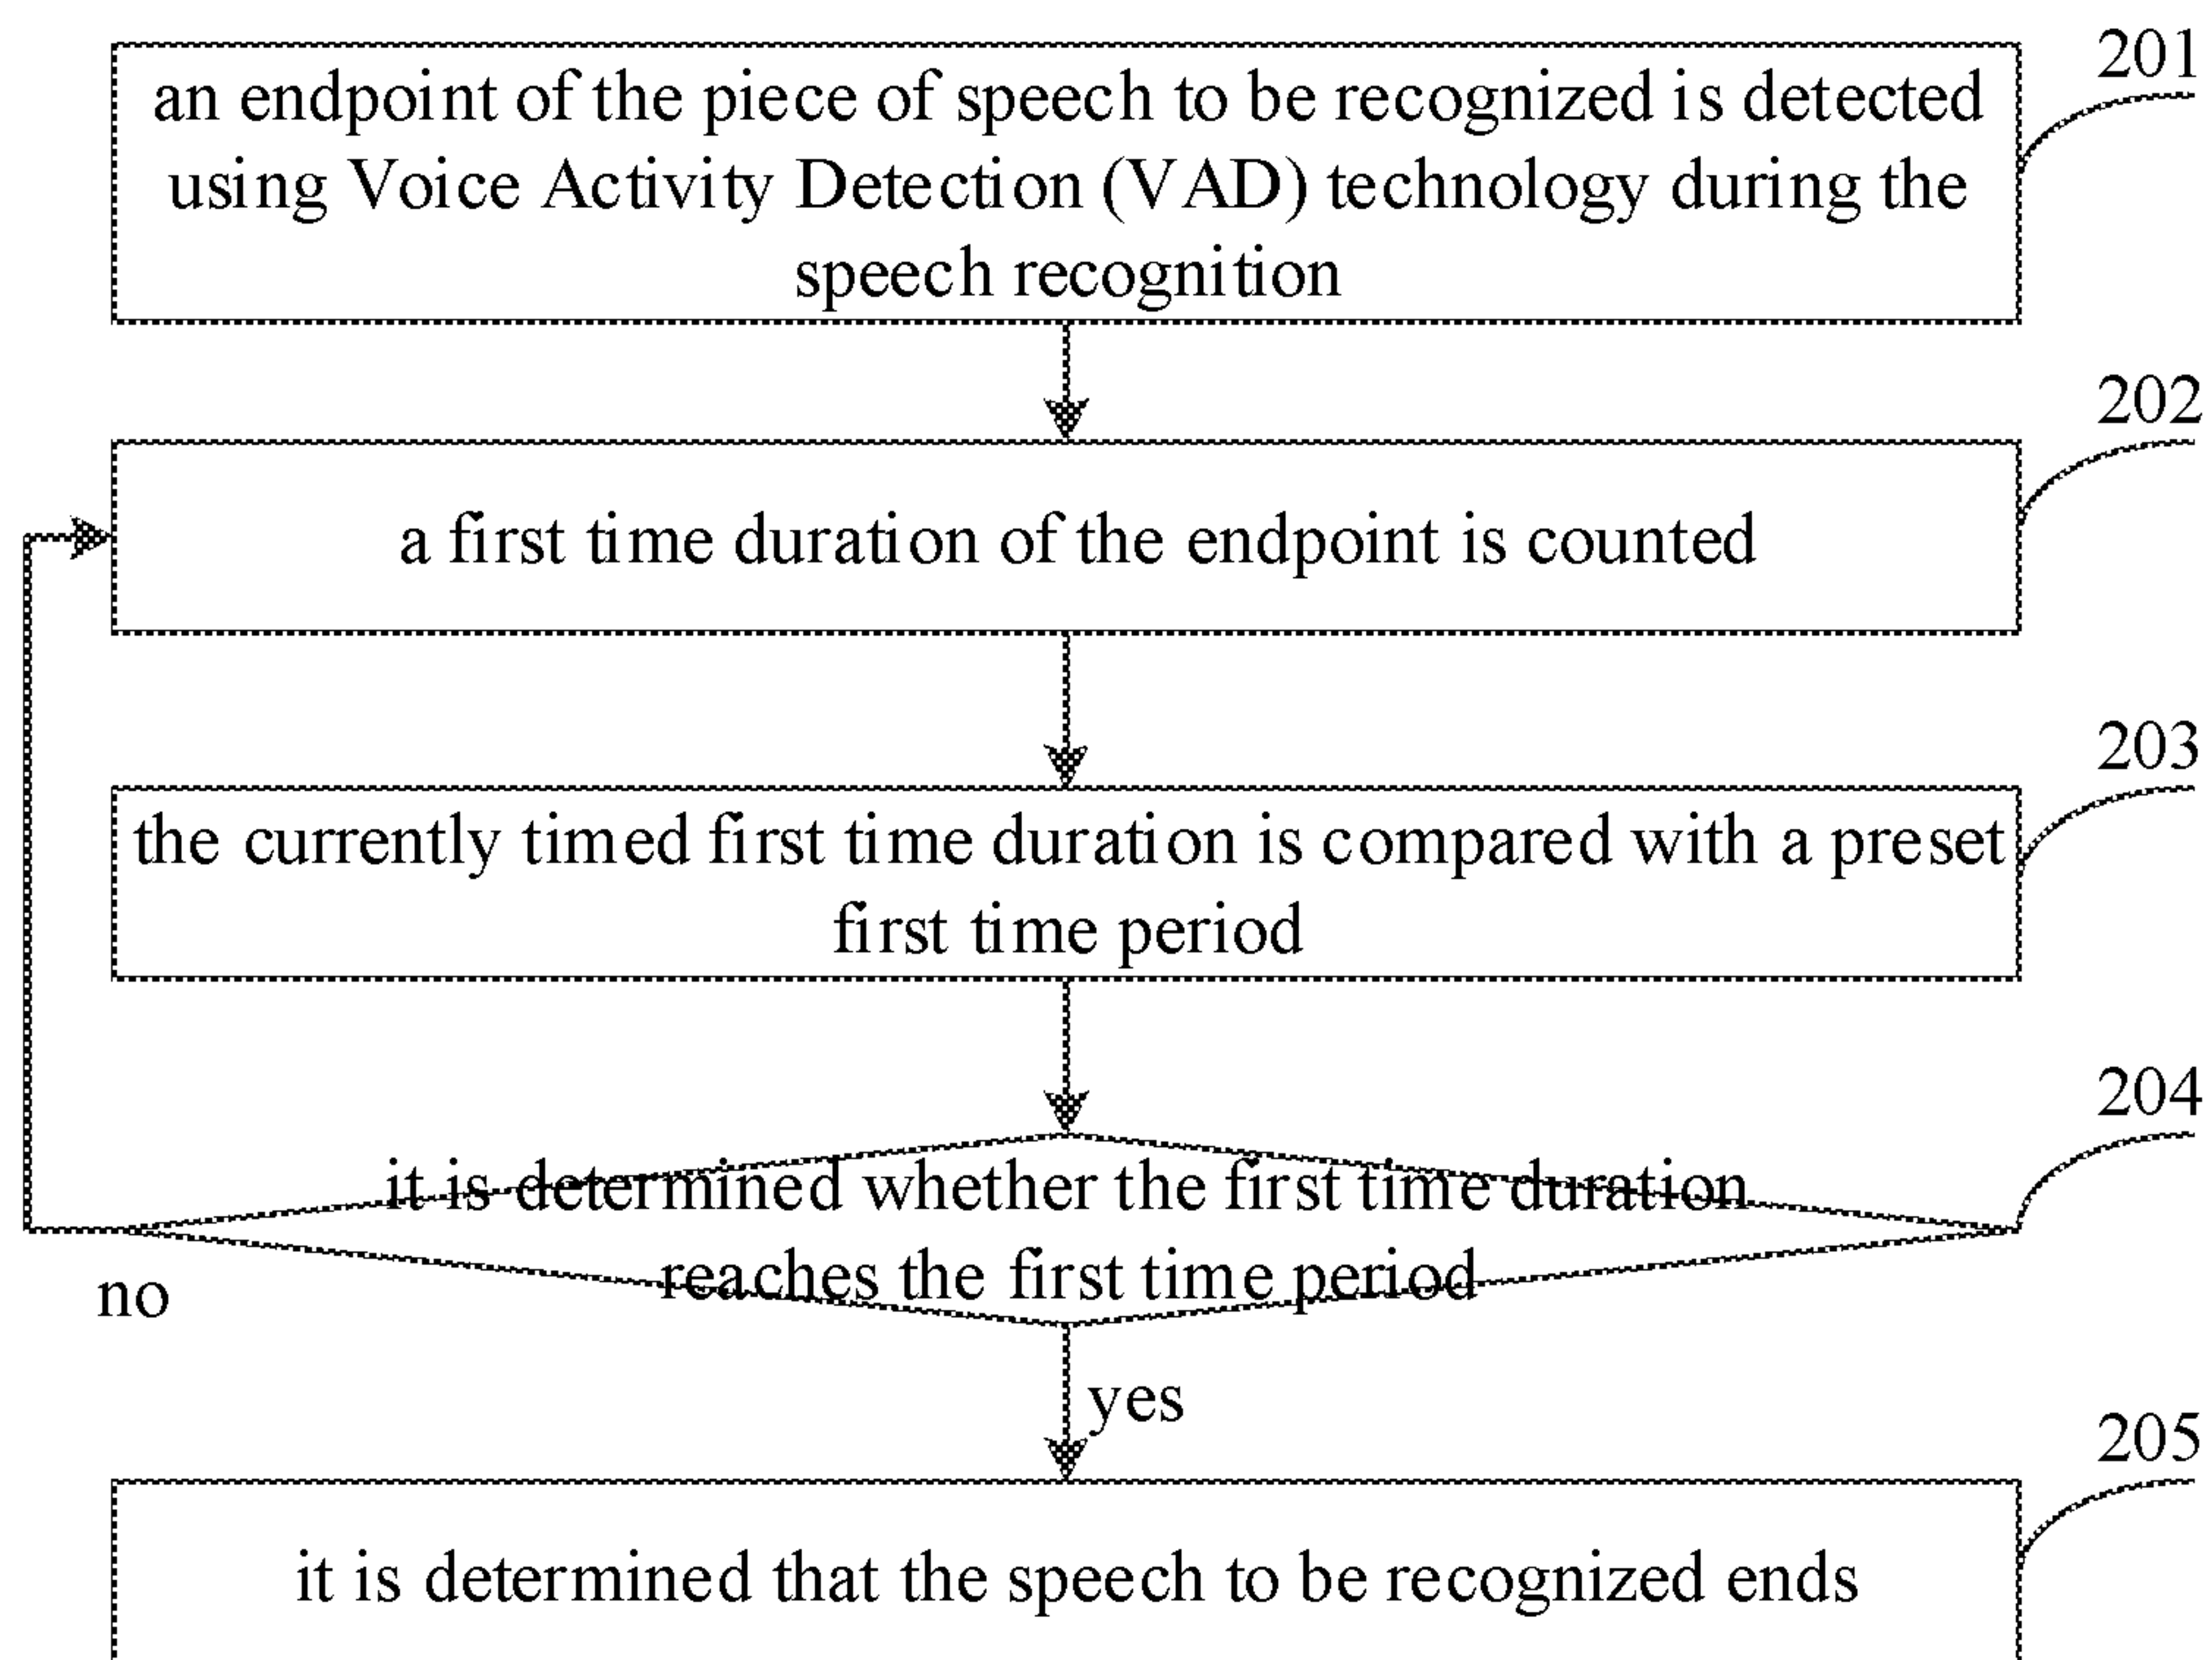 201
an endpoint of the piece of speech to be recognized is detected
using Voice Activity Detection (VAD) technology during the
speech recognition
202
a first time duration of the endpoint is counted
203
the currently timed first time duration is compared with a preset
first time period
204
it is determined whether the first time duration
reaches the first time period
no
yes
205
it is determined that the speech to be recognized ends